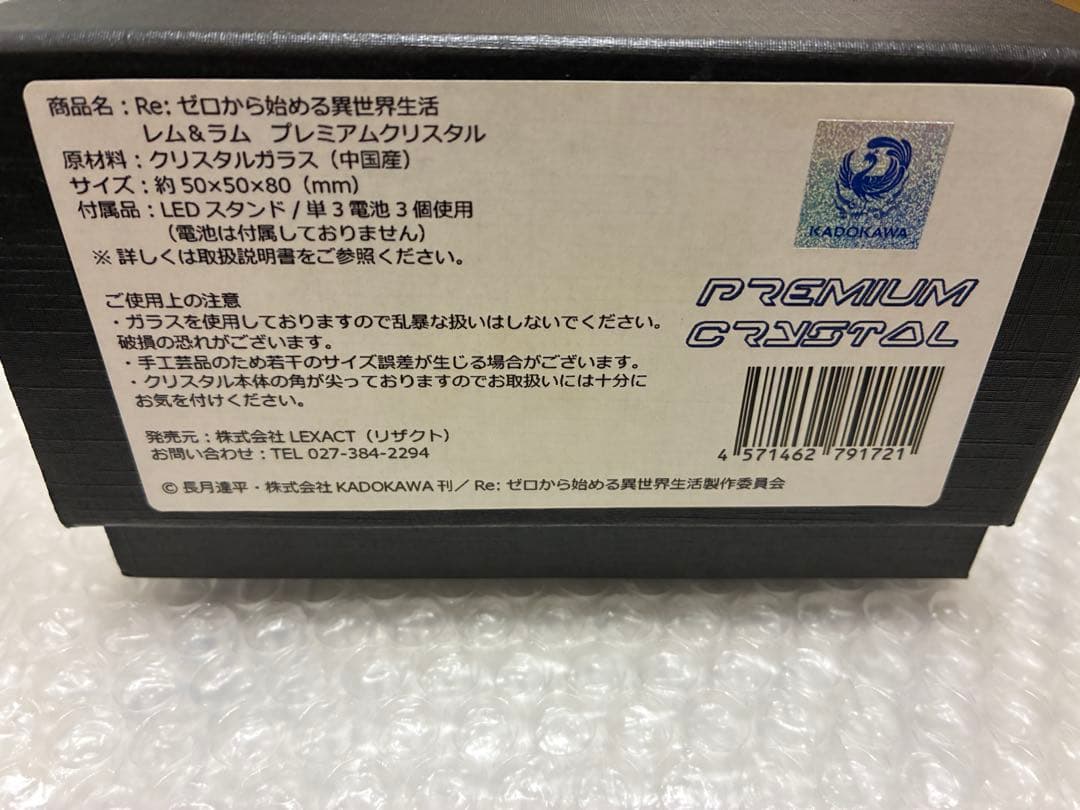 商品名：Re: ゼロから始める異世界生活
レム＆ラム　プレミアムクリスタル
原材料：クリスタルガラス（中国産）
サイズ：約 50×50×80（mm）
付属品：LED スタンド / 単３電池３個使用
（電池は付属しておりません）
※ 詳しくは取扱説明書をご参照ください。
ご使用上の注意
・ガラスを使用しておりますので乱暴な扱いはしないでください。
破損の恐れがございます。
・手工芸品のため若干のサイズ誤差が生じる場合がございます。
・クリスタル本体の角が尖っておりますのでお取扱いには十分に
お気を付けください。
発売元：株式会社 LEXACT（リザクト）
お問い合わせ：TEL 027-384-2294
© 長月達平・株式会社 KADOKAWA 刊／ Re: ゼロから始める異世界生活製作委員会
KADOKAWA
PREMIUM
CRYSTAL
4 571462 791721